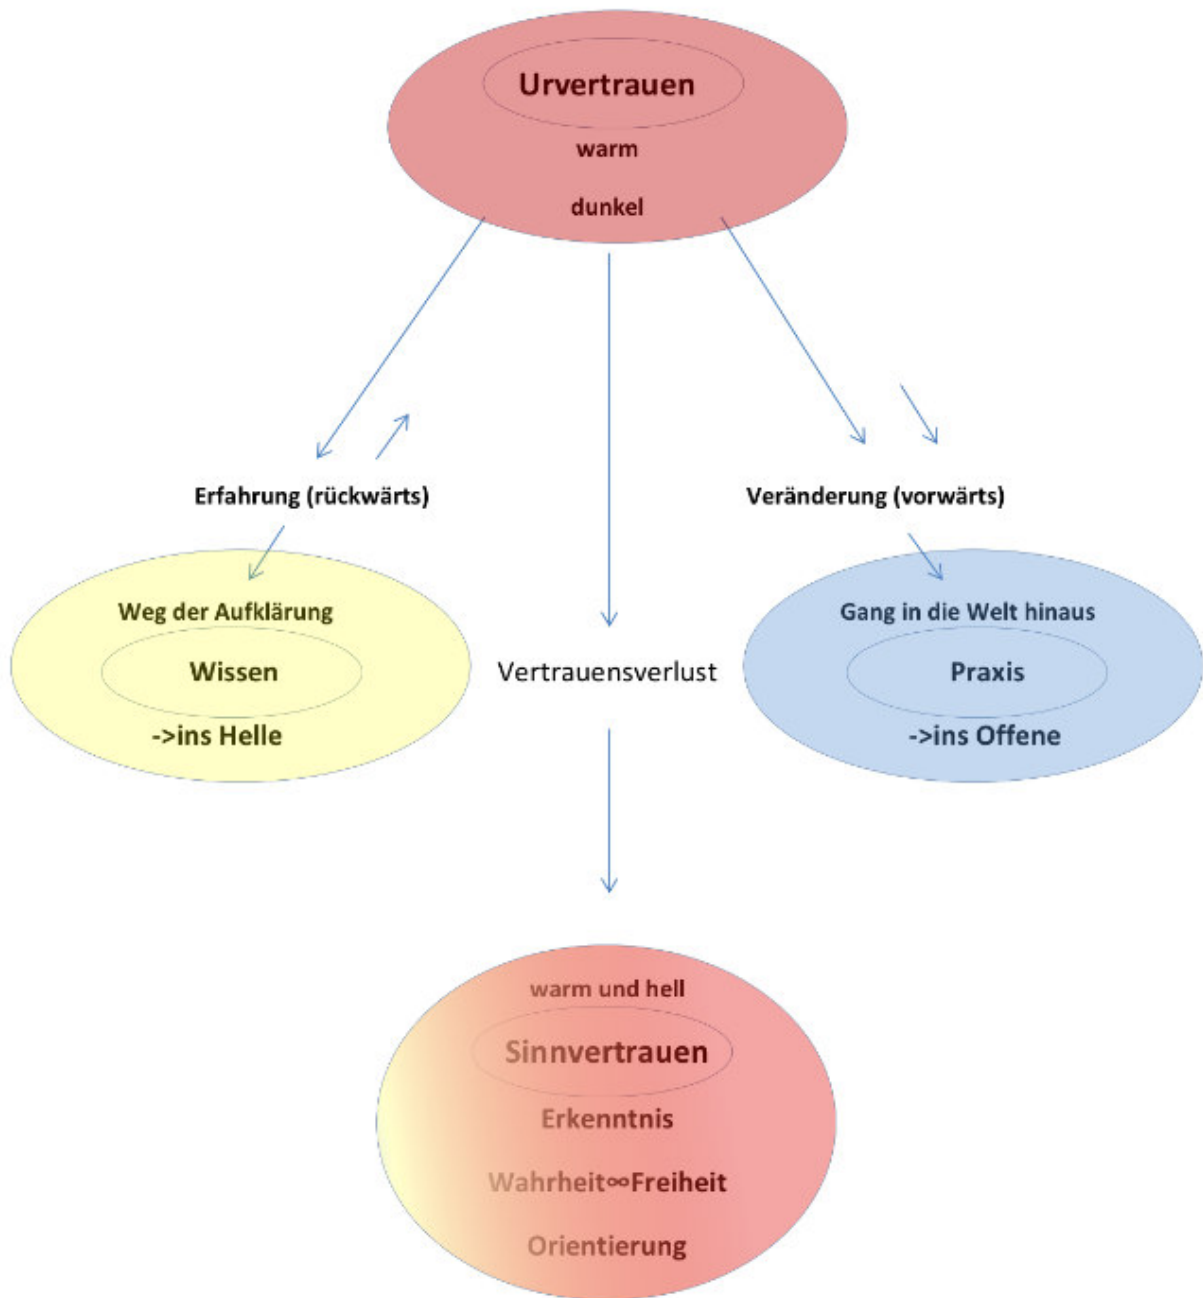 Urvertrauen
warm
dunkel
Erfahrung (rückwärts)
Veränderung (vorwärts)
Weg der Aufklärung
Wissen
->ins Helle
Vertrauensverlust
Gang in die Welt hinaus
Praxis
->ins Offene
warm und hell
Sinnvertrauen
Erkenntnis
Wahrheit∞Freiheit
Orientierung